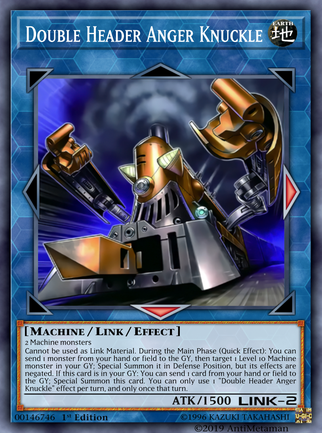 DOUBLE HEADER ANGER KNUCKLE
EARTH
地
[MACHINE / LINK / EFFECT]
2 Machine monsters
Cannot be used as Link Material. During the Main Phase (Quick Effect): You can
send 1 monster from your hand or field to the GY, then target 1 Level 10 Machine
monster in your GY; Special Summon it in Defense Position, but its effects are
negated. If this card is in your GY: You can send 1 card from your hand or field to
the GY; Special Summon this card. You can only use 1 "Double Header Anger
Knuckle" effect per turn, and only once that turn.
ATK/1500 LINK-2
00146746 1st Edition ©1996 KAZUKI TAKAHASHI
©2019 AntiMetaman